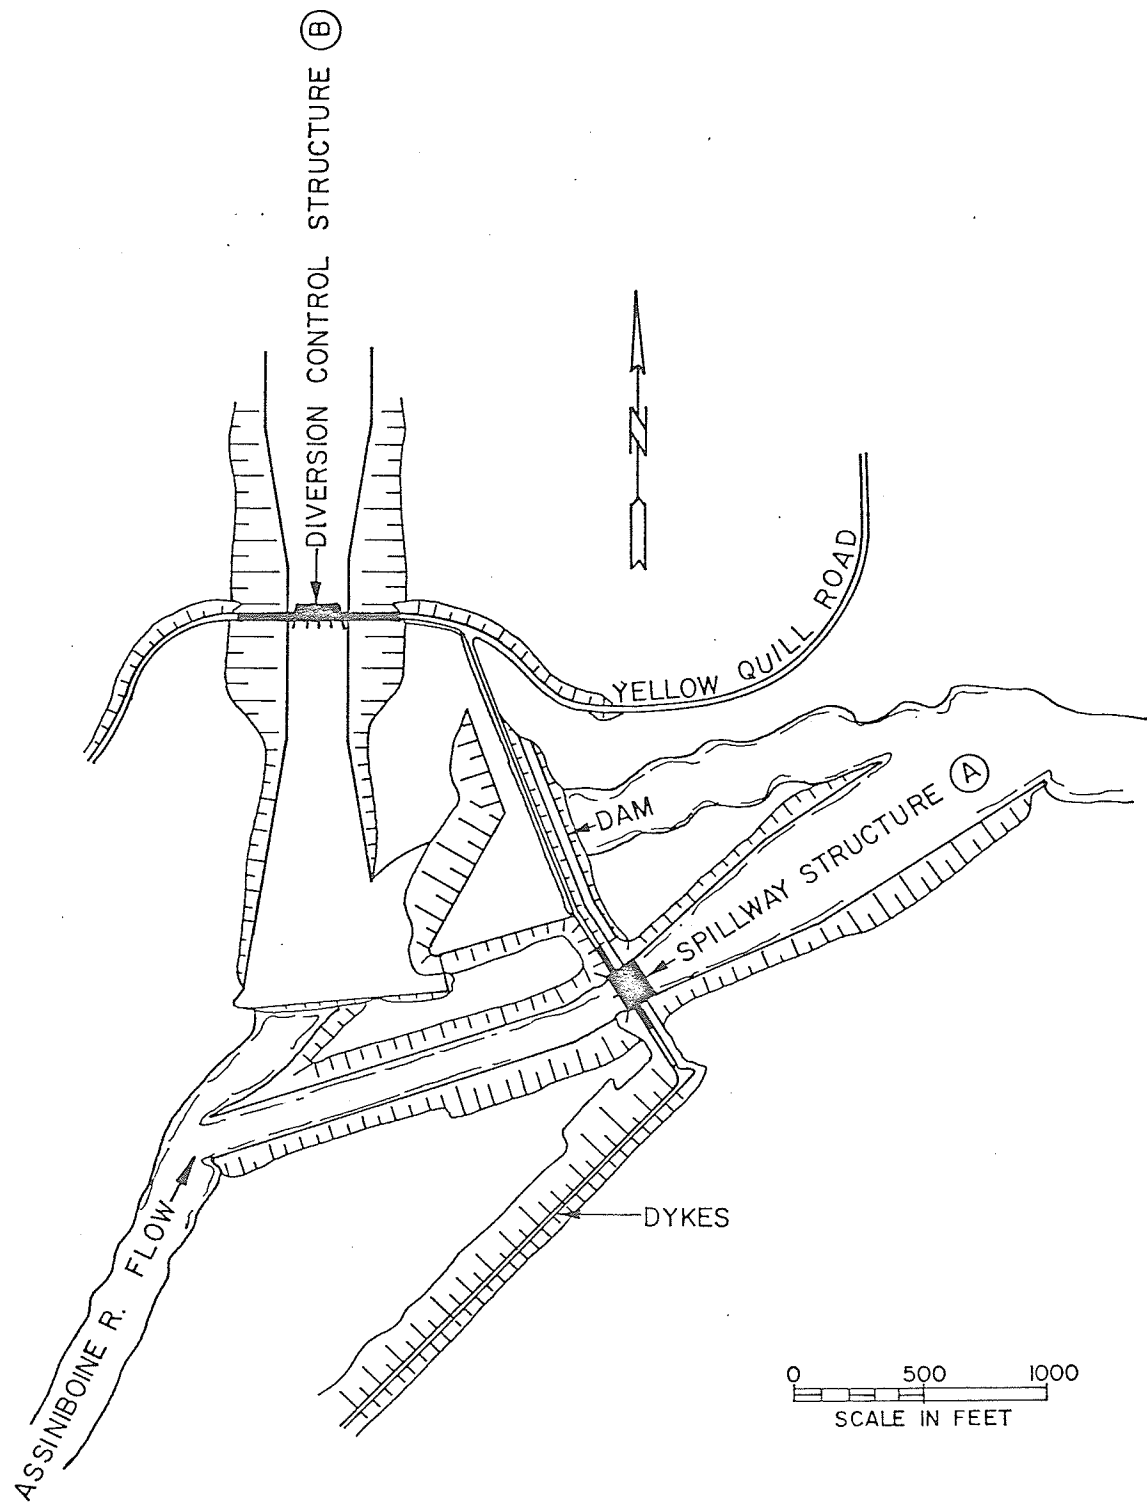 DIVERSION CONTROL STRUCTURE B
N
YELLOW QUILL ROAD
DAM
SPILLWAY STRUCTURE A
ASSINIBOINE R. FLOW
DYKES
0 500 1000
SCALE IN FEET